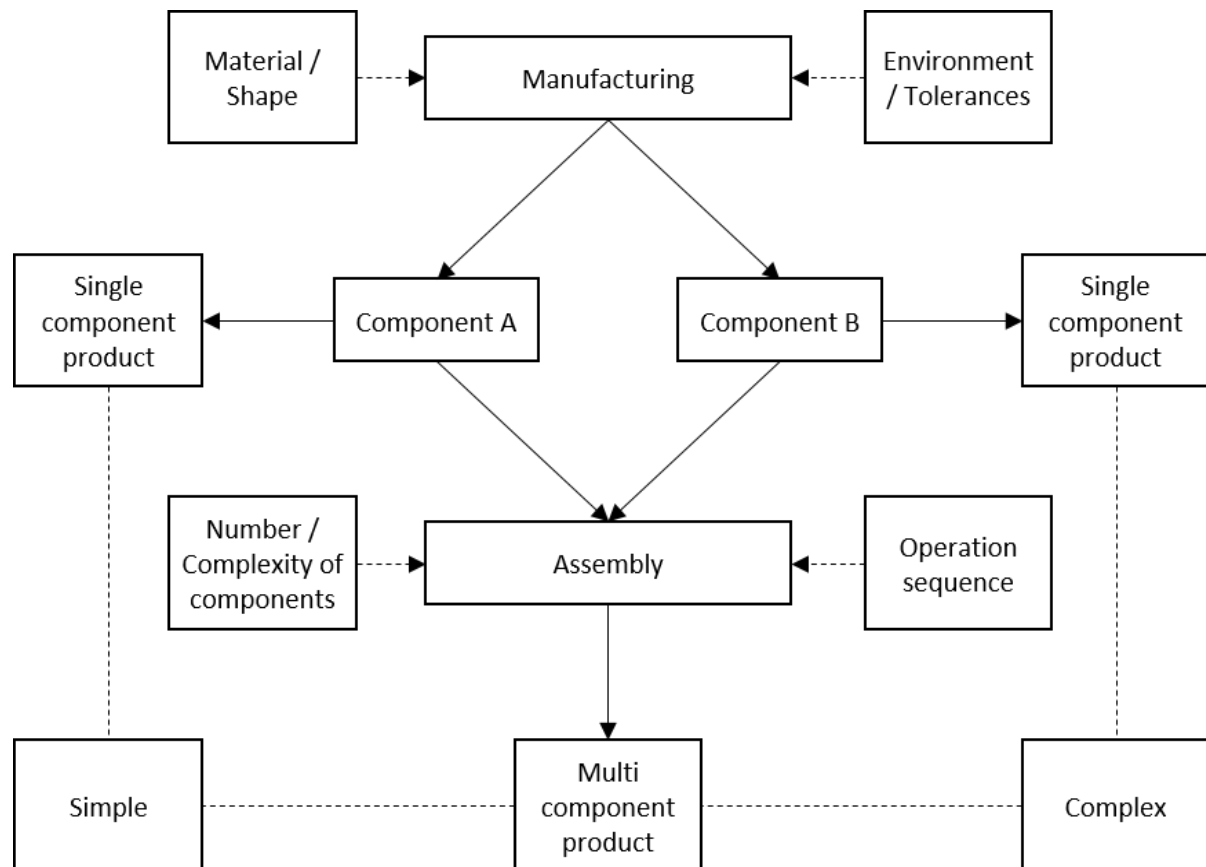 Material /
Shape
Manufacturing
Environment
/ Tolerances
Single
component
product
Component A
Component B
Single
component
product
Number /
Complexity of
components
Assembly
Operation
sequence
Simple
Multi
component
product
Complex